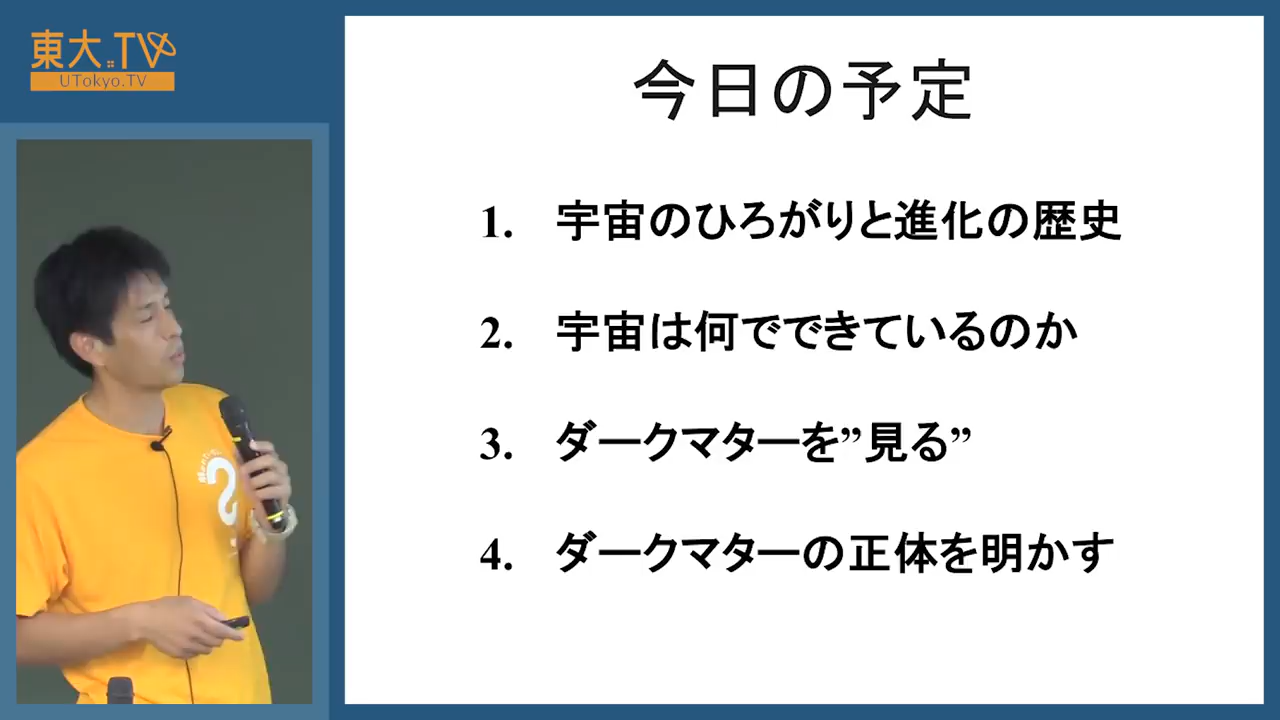 東大.TV
UTokyo.TV
今日の予定
1. 宇宙のひろがりと進化の歴史
2. 宇宙は何でできているのか
3. ダークマターを”見る”
4. ダークマターの正体を明かす